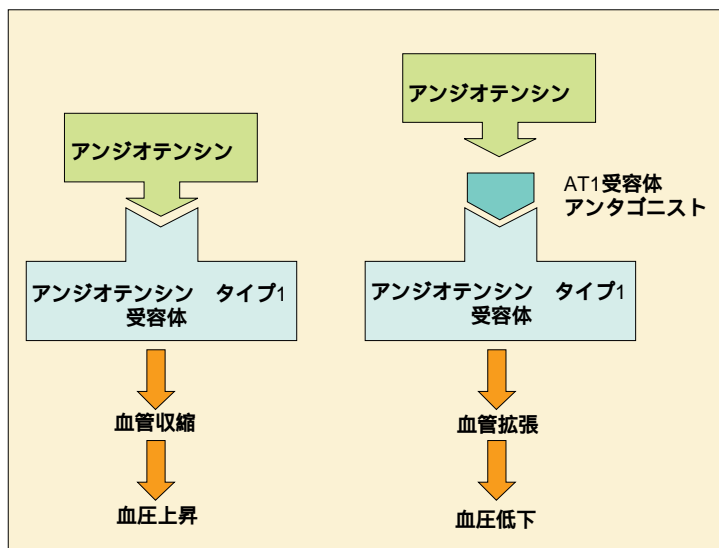 アンジオテンシン
アンジオテンシン　タイプ1
受容体
血管収縮
血圧上昇
アンジオテンシン
AT1受容体
アンタゴニスト
アンジオテンシン　タイプ1
受容体
血管拡張
血圧低下